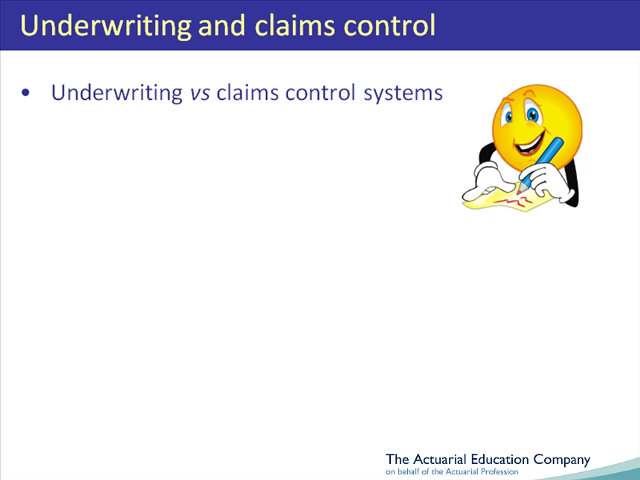 Underwriting and claims control
• Underwriting vs claims control systems
The Actuarial Education Company
on behalf of the Actuarial Profession